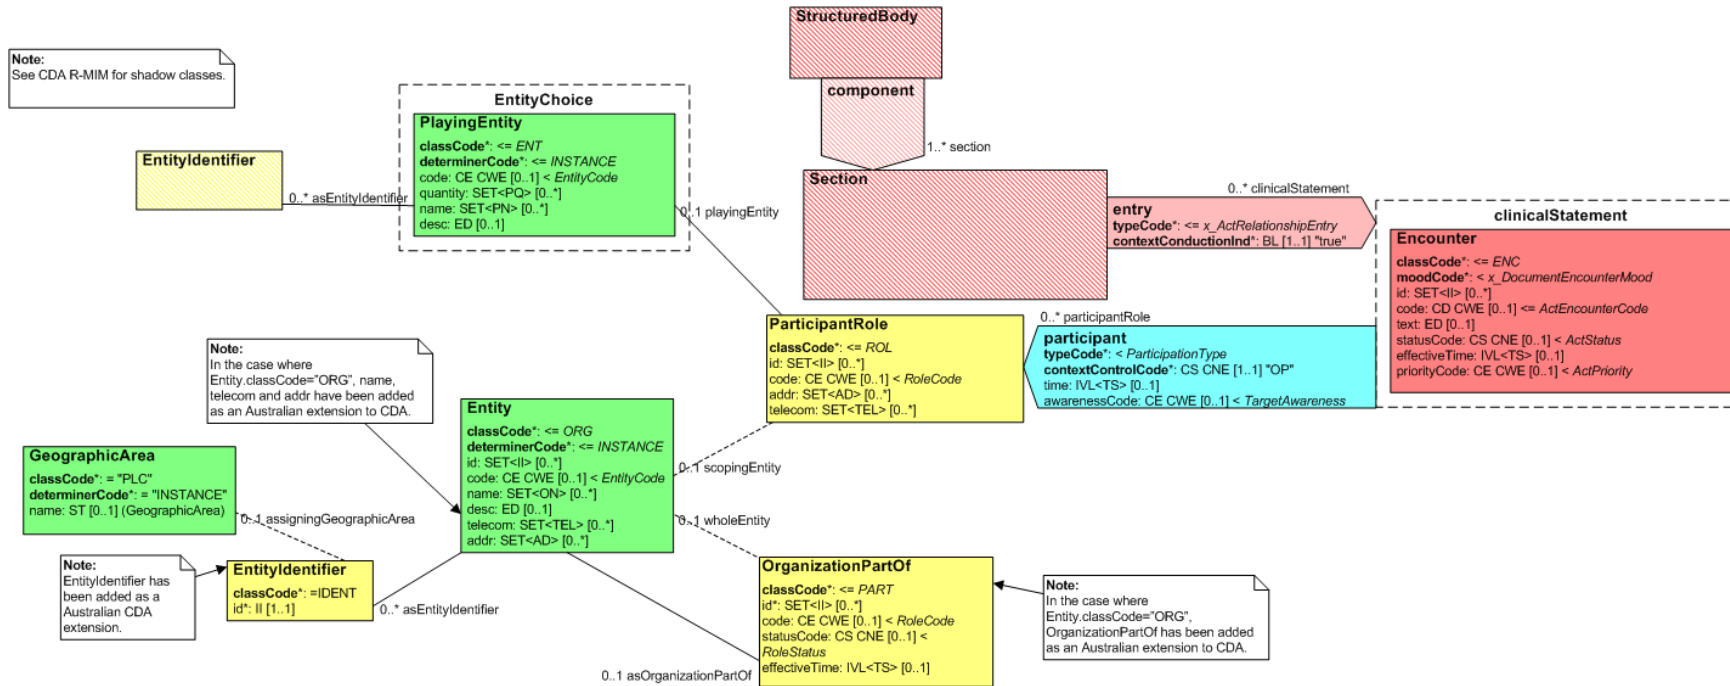 Note:
See CDA R-MIM for shadow classes.
EntityChoice
PlayingEntity
classCode*: <= ENT
determinerCode*: <= INSTANCE
code: CE CWE [0..1] < EntityCode
quantity: SET<PQ> [0..*]
name: SET<PN> [0..*]
desc: ED [0..1]
EntityIdentifier
0..* asEntityIdentifier
0..1 playingEntity
StructuredBody
component
1..* section
Section
0..* clinicalStatement
entry
typeCode*: <= x_ActRelationshipEntry
contextConductionInd*: BL [1..1] "true"
clinicalStatement
Encounter
classCode*: <= ENC
moodCode*: < x_DocumentEncounterMood
id: SET<II> [0..*]
code: CD CWE [0..1] <= ActEncounterCode
text: ED [0..1]
statusCode: CS CNE [0..1] < ActStatus
effectiveTime: IVL<TS> [0..1]
priorityCode: CE CWE [0..1] < ActPriority
0..* participantRole
participant
typeCode*: < ParticipationType
contextControlCode*: CS CNE [1..1] "OP"
time: IVL<TS> [0..1]
awarenessCode: CE CWE [0..1] < TargetAwareness
ParticipantRole
classCode*: <= ROL
id: SET<II> [0..*]
code: CE CWE [0..1] < RoleCode
addr: SET<AD> [0..*]
telecom: SET<TEL> [0..*]
Note:
In the case where
Entity.classCode="ORG", name,
telecom and addr have been added
as an Australian extension to CDA.
Entity
classCode*: <= ORG
determinerCode*: <= INSTANCE
id: SET<II> [0..*]
code: CE CWE [0..1] < EntityCode
name: SET<ON> [0..*]
desc: ED [0..1]
telecom: SET<TEL> [0..*]
addr: SET<AD> [0..*]
0..1 scopingEntity
0..1 wholeEntity
GeographicArea
classCode*: = "PLC"
determinerCode*: = "INSTANCE"
name: ST [0..1] (GeographicArea)
0..1 assigningGeographicArea
Note:
EntityIdentifier has
been added as a
Australian CDA
extension.
EntityIdentifier
classCode*: =IDENT
id*: II [1..1]
0..* asEntityIdentifier
OrganizationPartOf
classCode*: <= PART
id*: SET<II> [0..*]
code: CE CWE [0..1] < RoleCode
statusCode: CS CNE [0..1] <
RoleStatus
effectiveTime: IVL<TS> [0..1]
0..1 asOrganizationPartOf
Note:
In the case where
Entity.classCode="ORG",
OrganizationPartOf has been added
as an Australian extension to CDA.